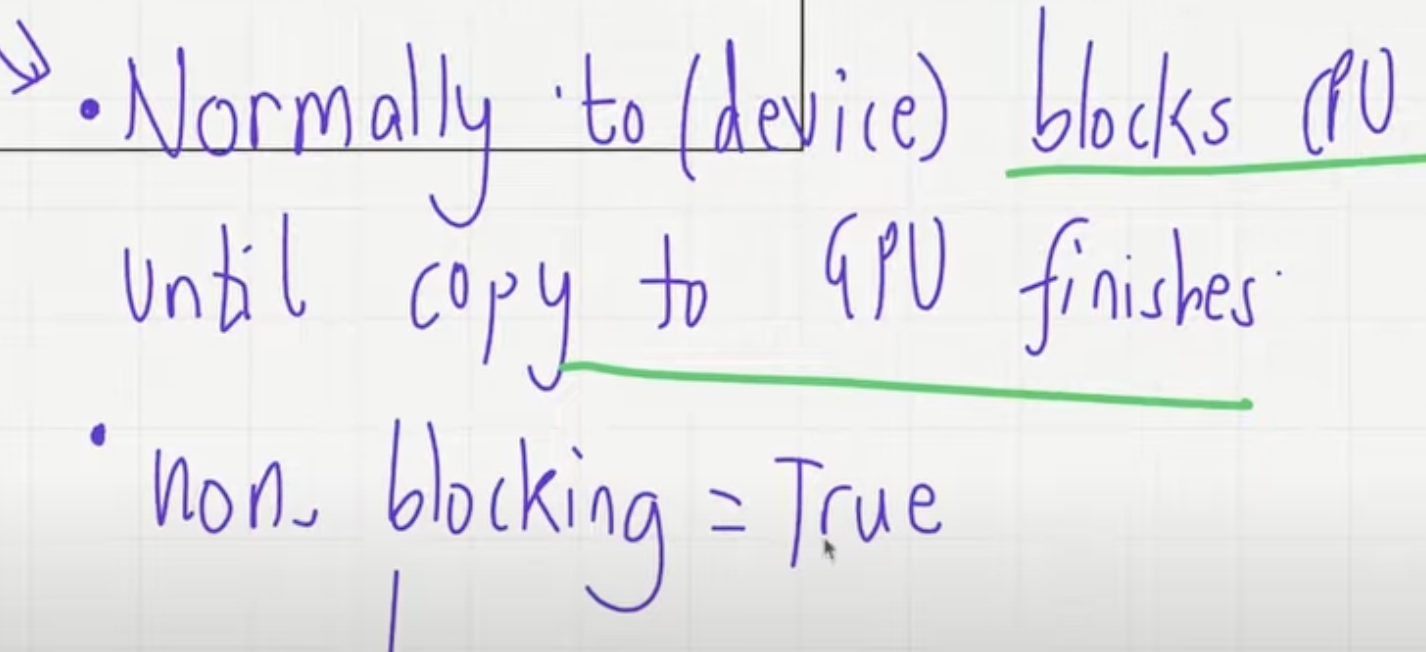 • Normally .to (device) blocks CPU
until copy to GPU finishes.
• non_blocking = True